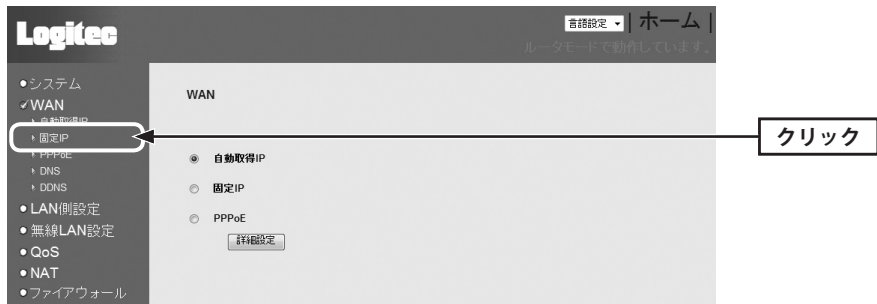 Logitec
言語設定
|ホーム|
ルータモードで動作しています。
システム
WAN
自動取得IP
固定IP
PPPoE
DNS
DDNS
LAN側設定
無線LAN設定
QoS
NAT
ファイアウォール
WAN
自動取得IP
固定IP
PPPoE
詳細設定
クリック